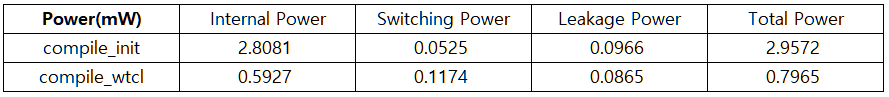 Power(mW) Internal Power Switching Power Leakage Power Total Power
compile_init 2.8081 0.0525 0.0966 2.9572
compile_wtcl 0.5927 0.1174 0.0865 0.7965